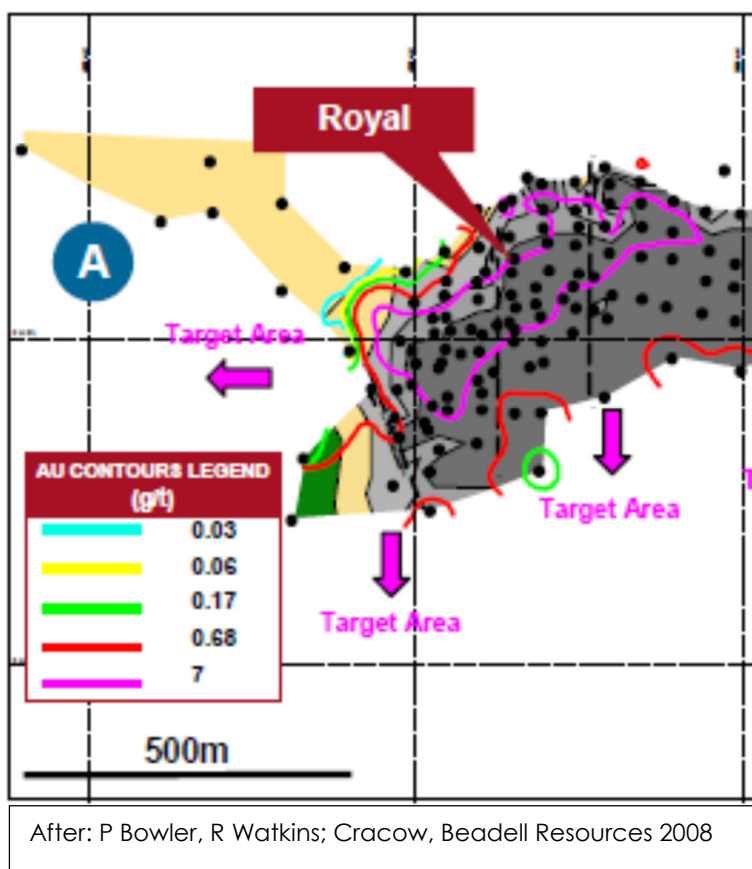 Royal
A
Target Area
AU CONTOURS LEGEND
(g/t)
0.03
0.06
0.17
0.68
7
Target Area
Target Area
500m
After: P Bowler, R Watkins; Cracow, Beadell Resources 2008